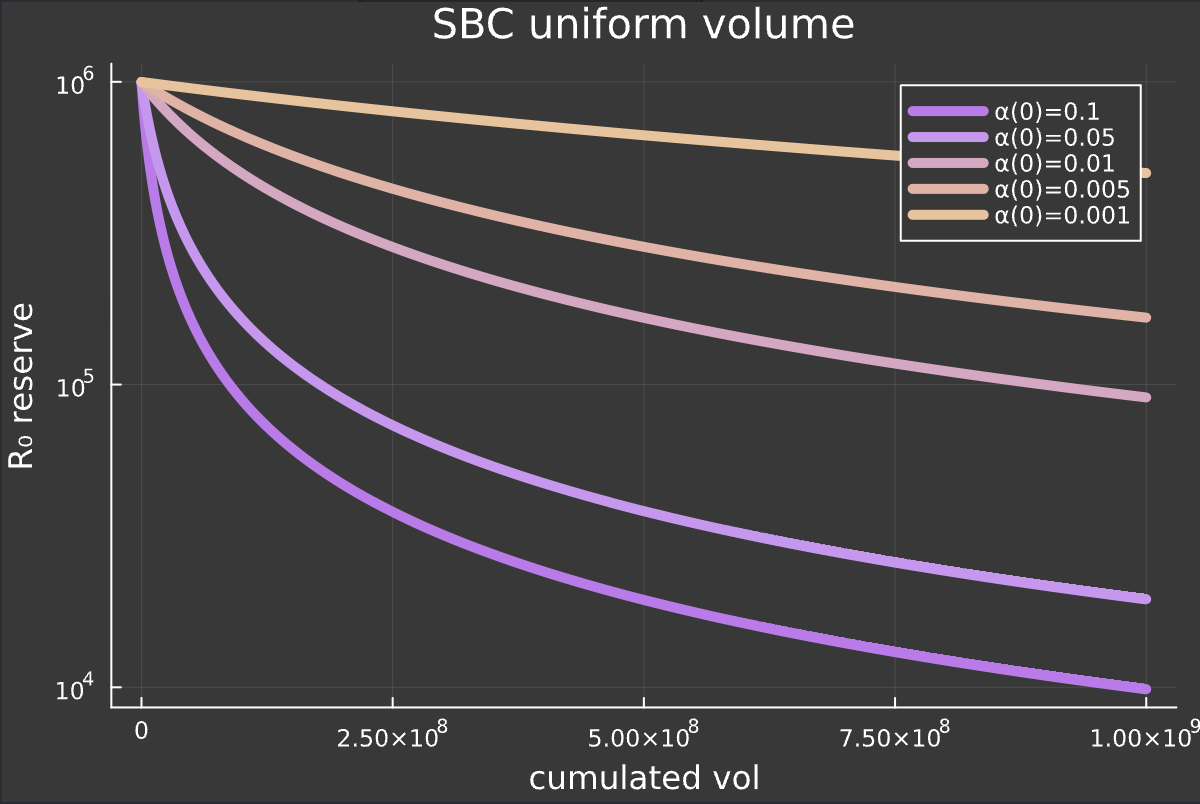 SBC uniform volume
10⁶
10⁵
10⁴
R₀ reserve
α(0)=0.1
α(0)=0.05
α(0)=0.01
α(0)=0.005
α(0)=0.001
0 2.50×10⁸ 5.00×10⁸ 7.50×10⁸ 1.00×10⁹
cumulated vol